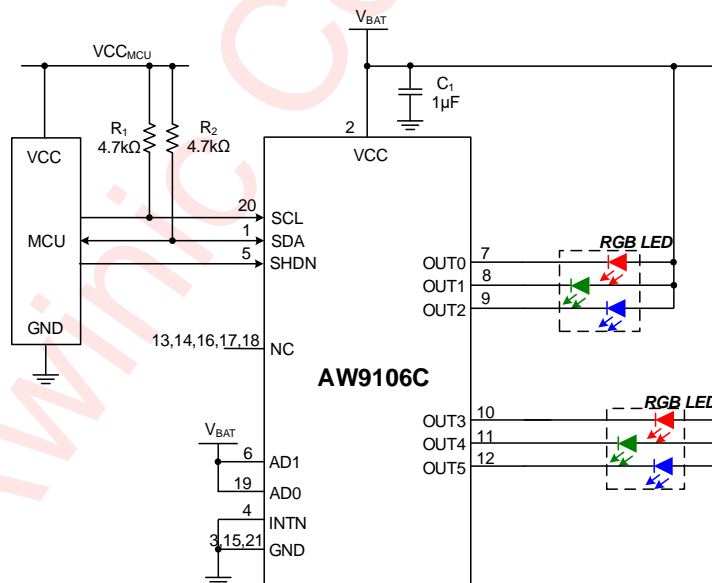 V_BAT
VCC_MCU
C₁
1µF
R₁
4.7kΩ
R₂
4.7kΩ
2
VCC
VCC
MCU
GND
20
SCL
1
SDA
5
SHDN
RGB LED
OUT0
7
OUT1
8
OUT2
9
13,14,16,17,18
NC
AW9106C
RGB LED
OUT3
10
OUT4
11
OUT5
12
V_BAT
6
AD1
19
AD0
4
INTN
3,15,21
GND